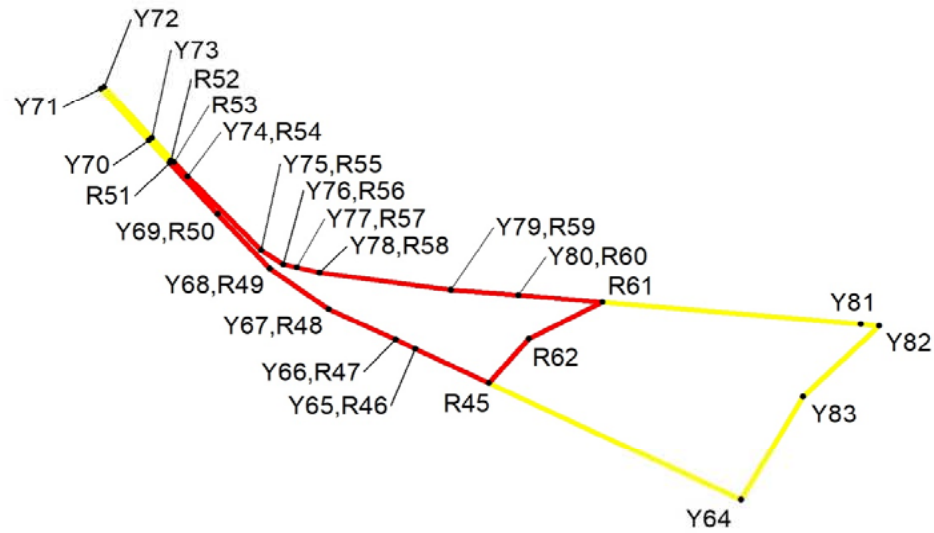 Y72
Y73
R52
Y71
R53
Y74,R54
Y70
Y75,R55
R51
Y76,R56
Y77,R57
Y69,R50
Y79,R59
Y78,R58
Y80,R60
Y68,R49
R61
Y81
Y67,R48
Y82
R62
Y66,R47
Y65,R46
R45
Y83
Y64